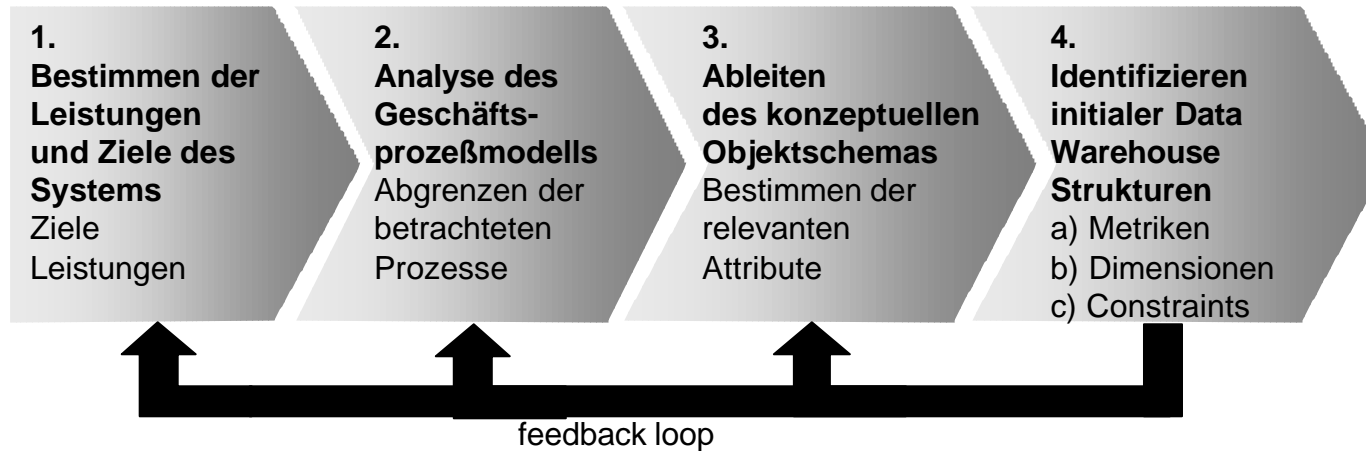 1.
Bestimmen der
Leistungen
und Ziele des
Systems
Ziele
Leistungen
2.
Analyse des
Geschäfts-
prozeßmodells
Abgrenzen der
betrachteten
Prozesse
3.
Ableiten
des konzeptuellen
Objektschemas
Bestimmen der
relevanten
Attribute
4.
Identifizieren
initialer Data
Warehouse
Strukturen
a) Metriken
b) Dimensionen
c) Constraints
feedback loop